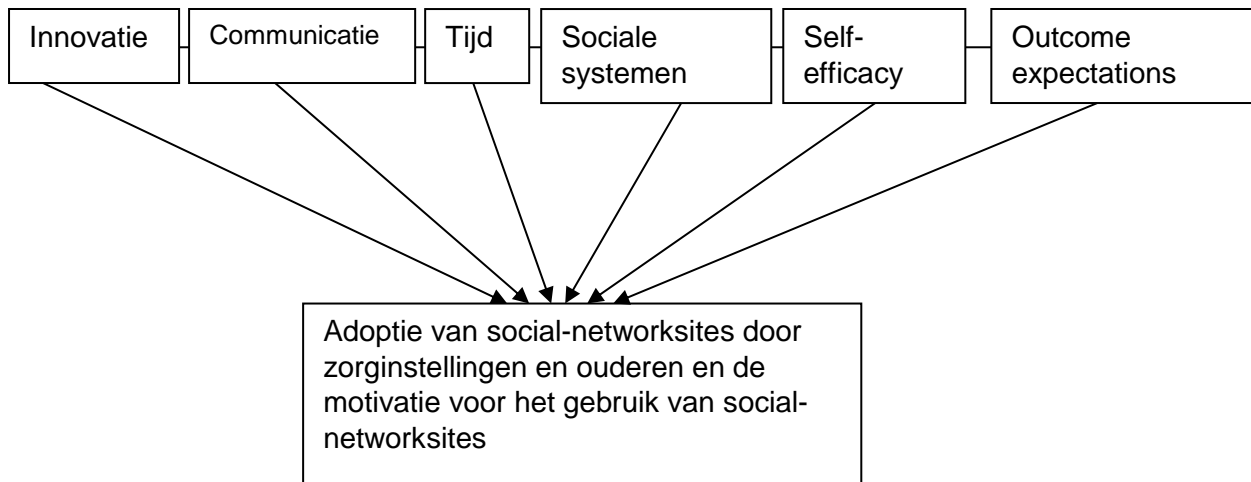 Innovatie
Communicatie
Tijd
Sociale
systemen
Self-
efficacy
Outcome
expectations
Adoptie van social-networksites door
zorginstellingen en ouderen en de
motivatie voor het gebruik van social-
networksites